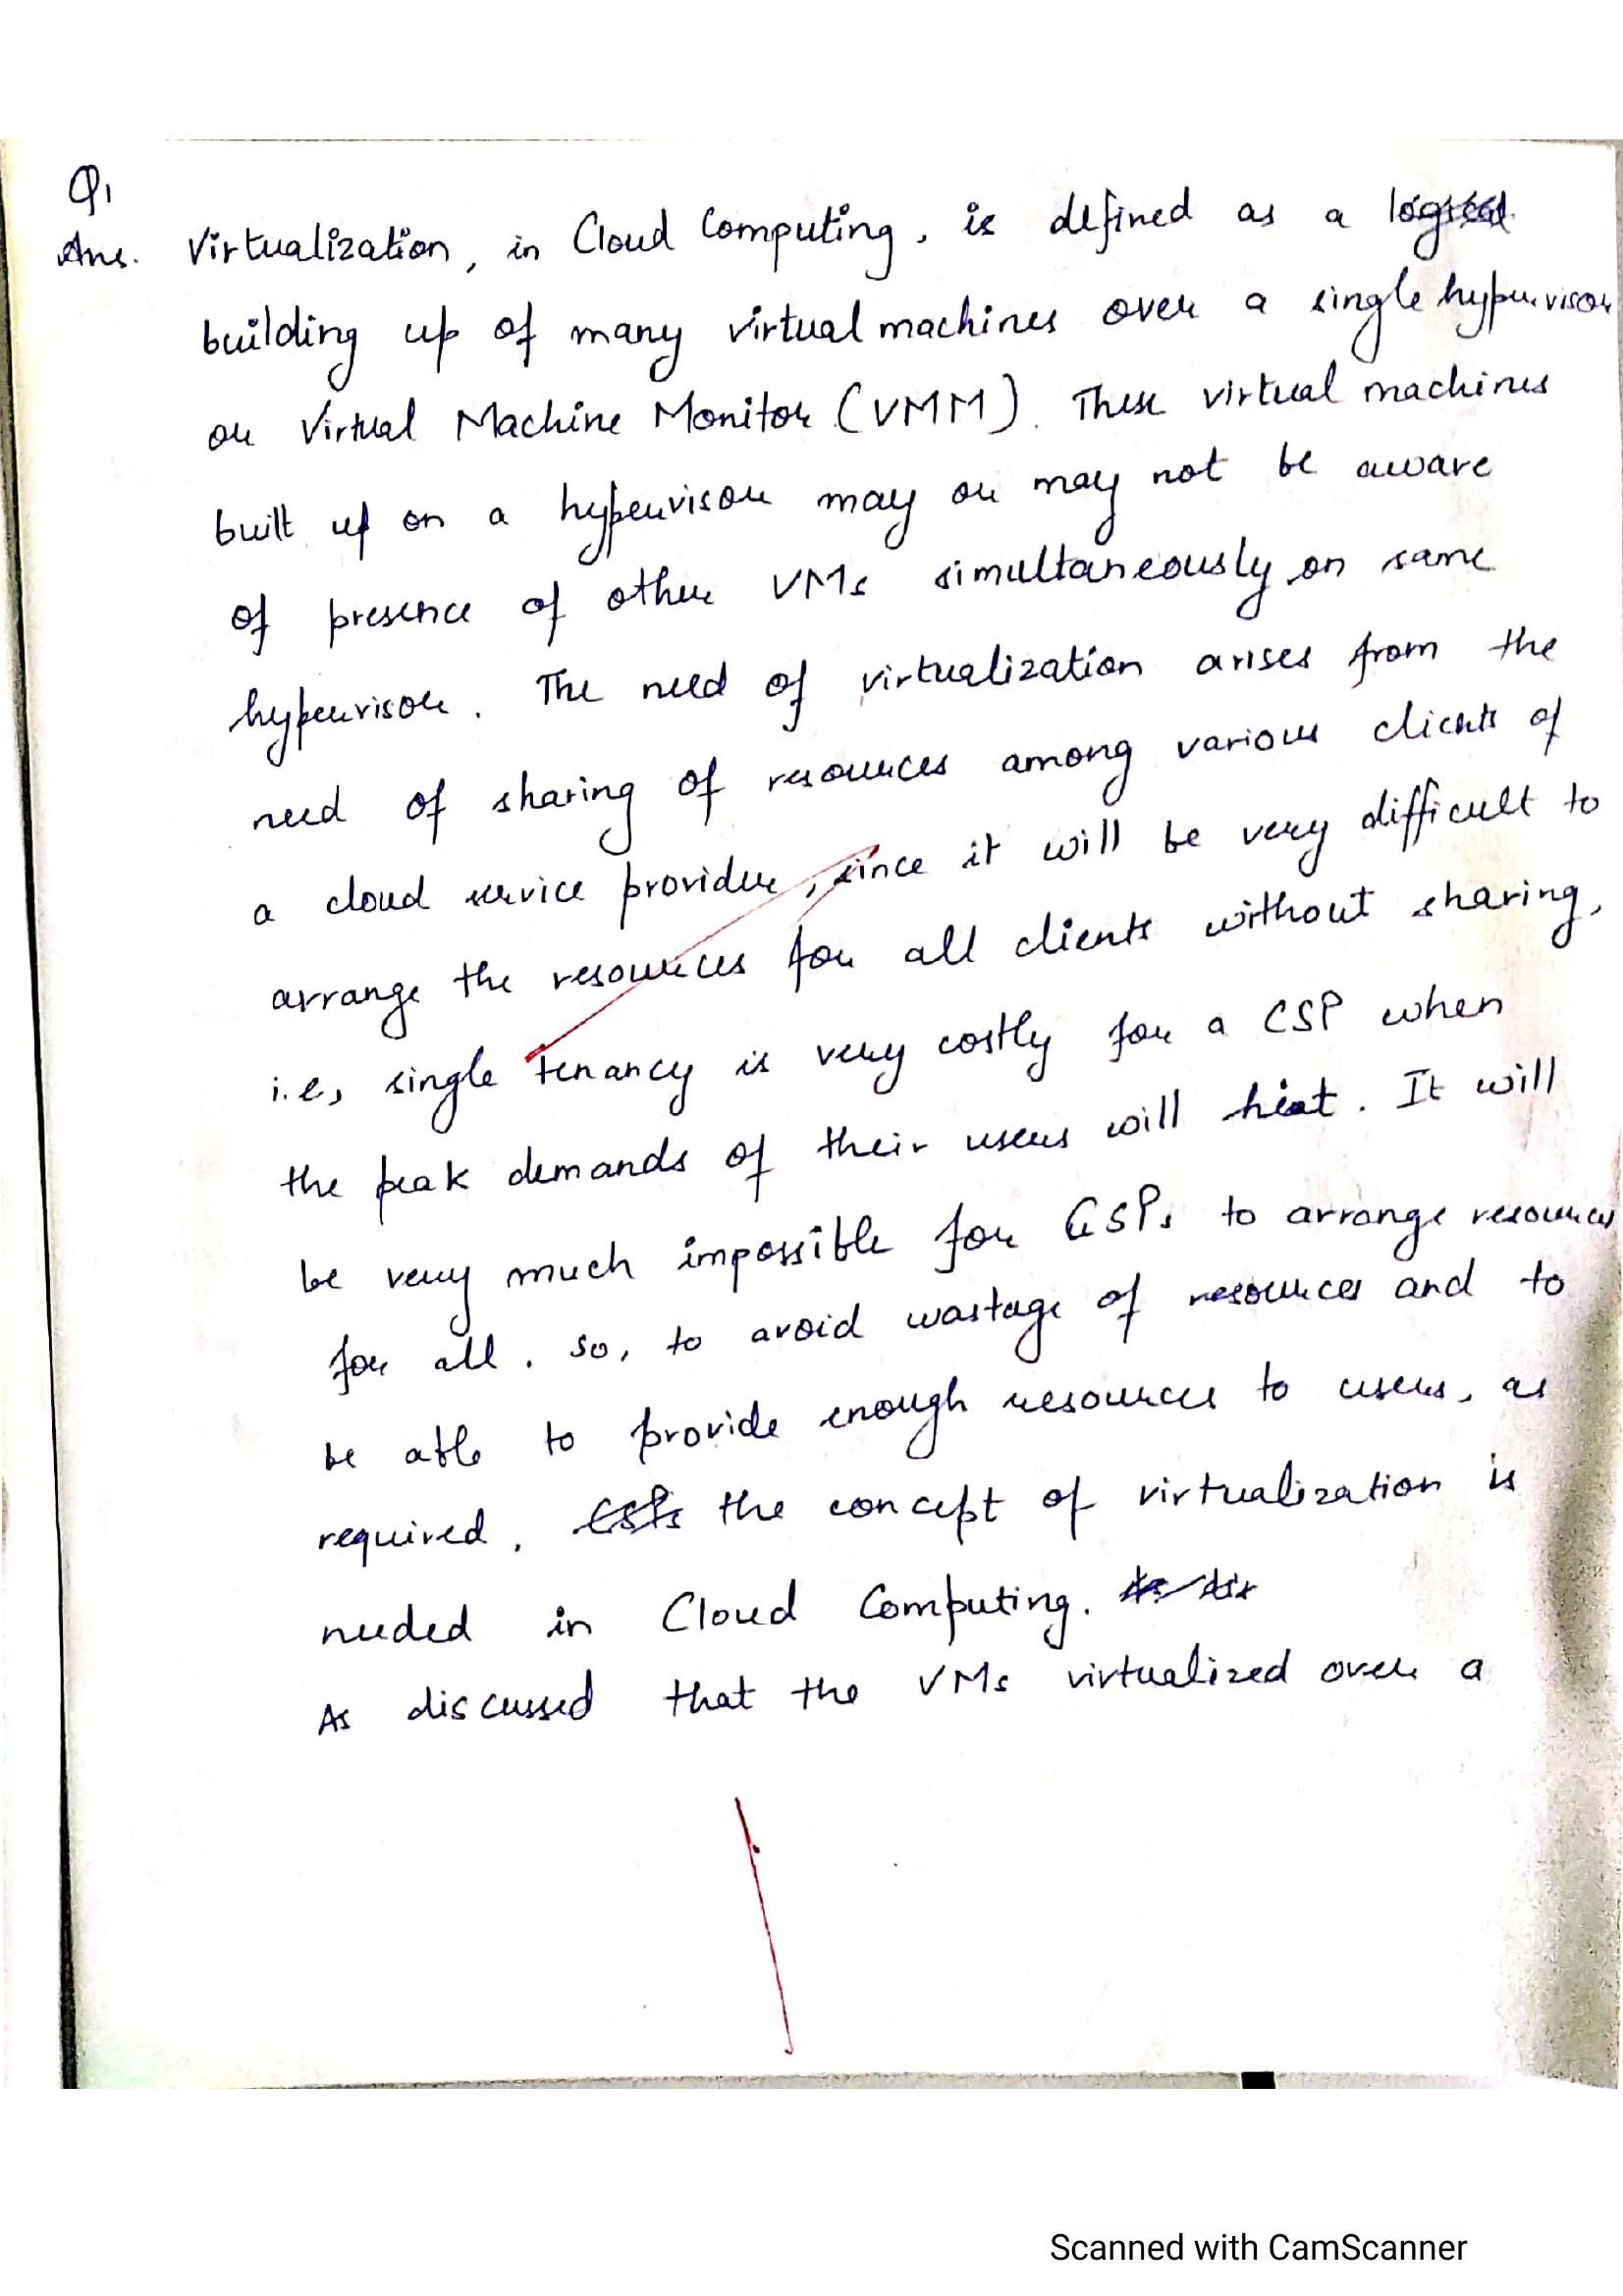 Q1
Ans. Virtualization, in Cloud Computing, is defined as a logical
building up of many virtual machines over a single hypervisor
or Virtual Machine Monitor (VMM). These virtual machines
built up on a hypervisor may or may not be aware
of presence of other VMs simultaneously on same
hypervisor. The need of virtualization arises from the
need of sharing of resources among various clients of
a cloud service provider, since it will be very difficult to
arrange the resources for all clients without sharing,
i.e, single tenancy is very costly for a CSP when
the peak demands of their users will hit. It will
be very much impossible for CSPs to arrange resources
for all. So, to avoid wastage of resources and to
be able to provide enough resources to users, as
required, CSPs the concept of virtualization is
needed in Cloud Computing.
As discussed that the VMs virtualized over a
Scanned with CamScanner